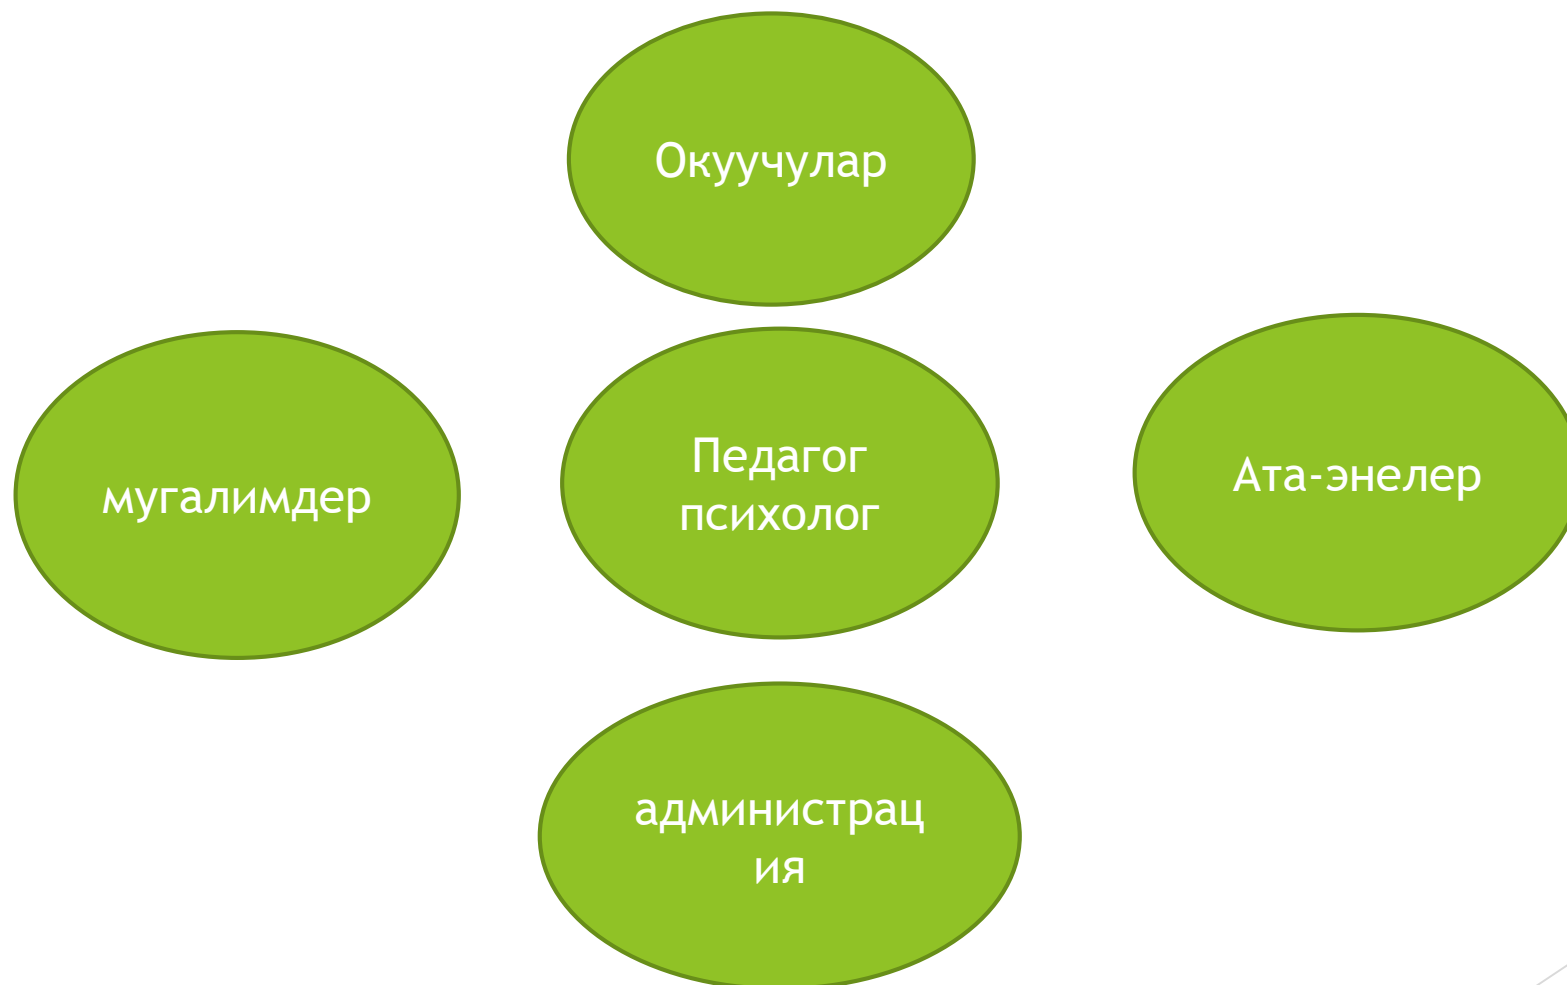 Окуучулар
мугалимдер
Педагог
психолог
Ата-энелер
администрац
ия